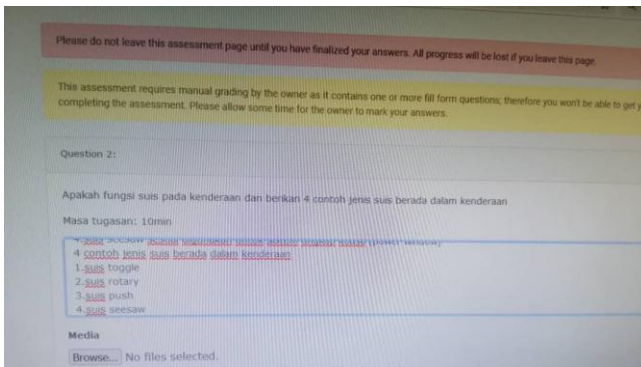 Please do not leave this assessment page until you have finalized your answers. All progress will be lost if you leave this page.
This assessment requires manual grading by the owner as it contains one or more fill form questions; therefore you won't be able to get y
completing the assessment. Please allow some time for the owner to mark your answers.
Question 2:
Apakah fungsi suis pada kenderaan dan berikan 4 contoh jenis suis berada dalam kenderaan
Masa tugasan: 10min
4 contoh jenis suis berada dalam kenderaan
1.suis toggle
2.suis rotary
3.suis push
4.suis seesaw
Media
Browse... No files selected.